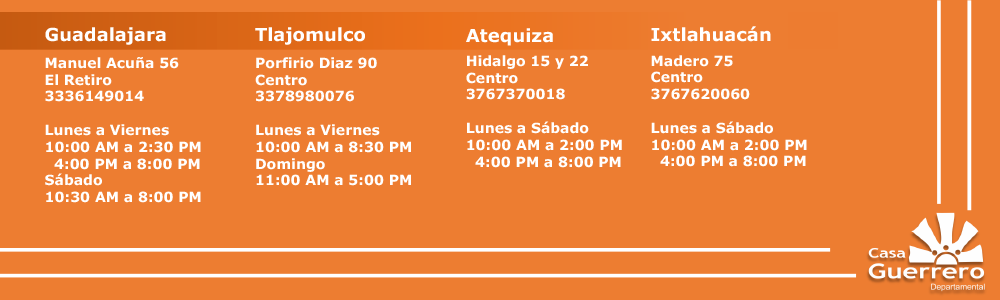 Guadalajara
Manuel Acuña 56
El Retiro
3336149014
Lunes a Viernes
10:00 AM a 2:30 PM
4:00 PM a 8:00 PM
Sábado
10:30 AM a 8:00 PM
Tlajomulco
Porfirio Diaz 90
Centro
3378980076
Lunes a Viernes
10:00 AM a 8:30 PM
Domingo
11:00 AM a 5:00 PM
Atequiza
Hidalgo 15 y 22
Centro
3767370018
Lunes a Sábado
10:00 AM a 2:00 PM
4:00 PM a 8:00 PM
Ixtlahuacán
Madero 75
Centro
3767620060
Lunes a Sábado
10:00 AM a 2:00 PM
4:00 PM a 8:00 PM
Casa
Guerrero
Departamental